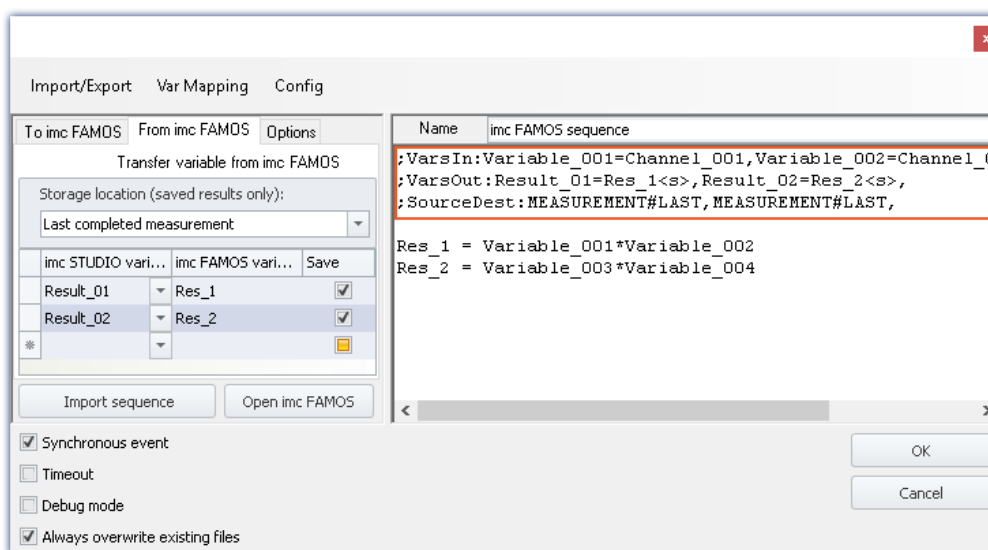 x
Import/Export Var Mapping Config
To imc FAMOS From imc FAMOS Options
Transfer variable from imc FAMOS
Storage location (saved results only):
Last completed measurement
imc STUDIO vari... imc FAMOS vari... Save
Result_01 Res_1
Result_02 Res_2
Import sequence Open imc FAMOS
Name imc FAMOS sequence
;VarsIn:Variable_001=Channel_001,Variable_002=Channel_0
;VarsOut:Result_01=Res_1<s>,Result_02=Res_2<s>,
;SourceDest:MEASUREMENT#LAST,MEASUREMENT#LAST,
Res_1 = Variable_001*Variable_002
Res_2 = Variable_003*Variable_004
Synchronous event
Timeout
Debug mode
Always overwrite existing files
OK
Cancel